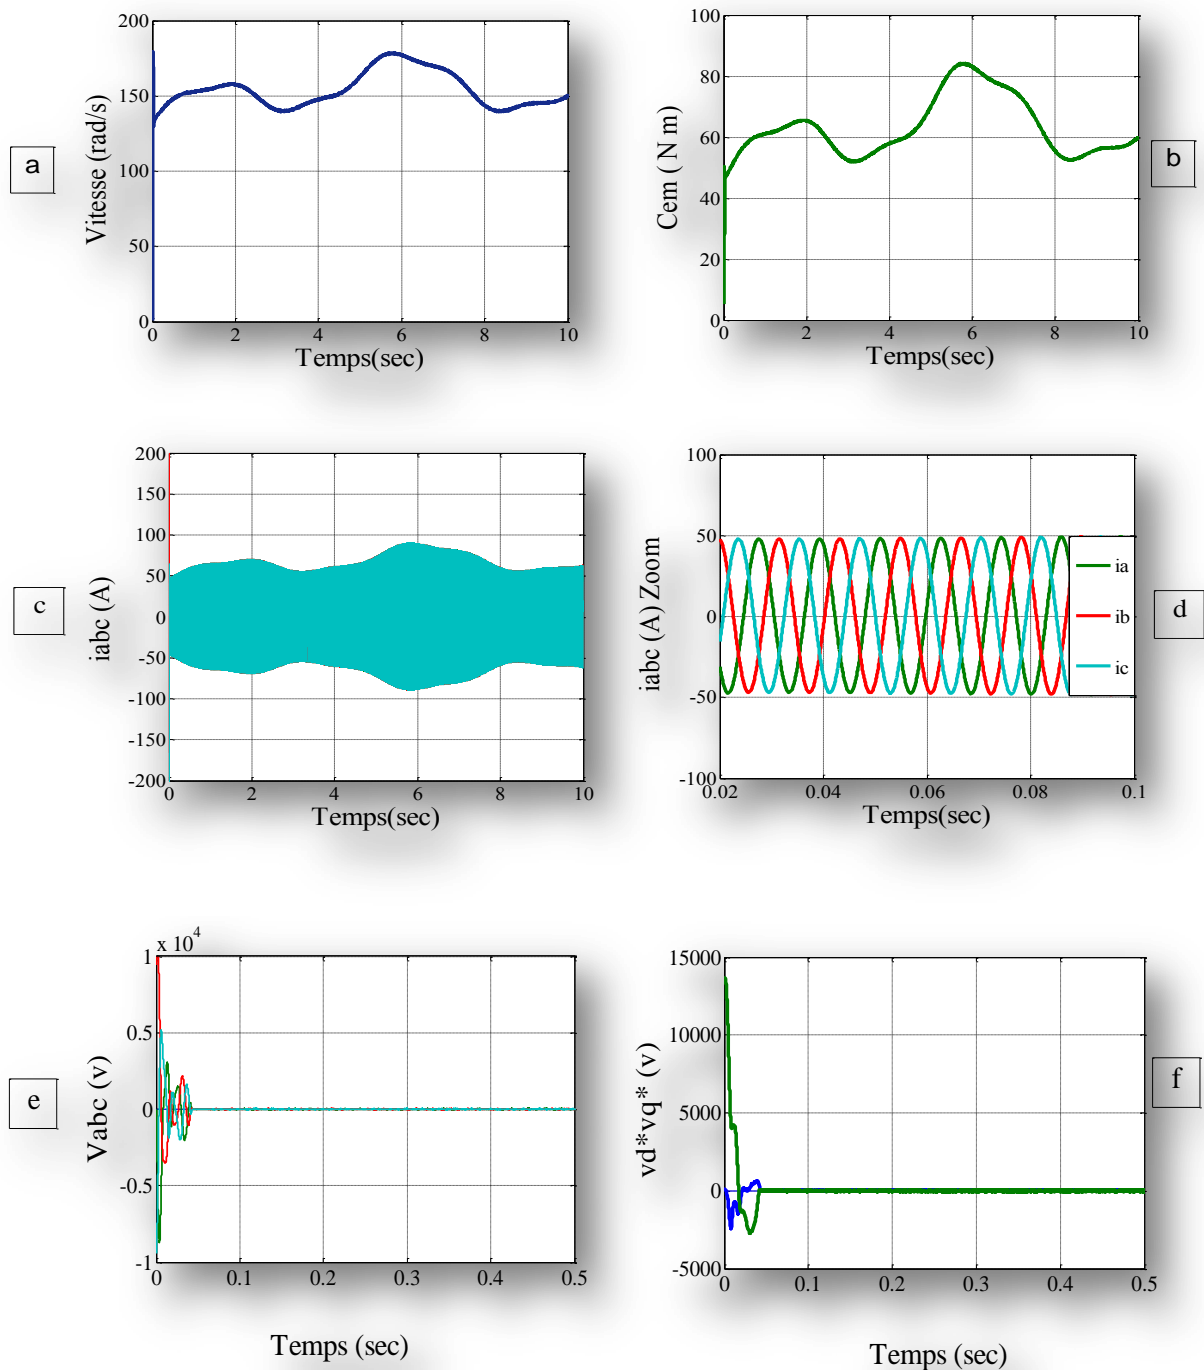 a
Vitesse (rad/s)
200
150
100
50
0
0 2 4 6 8 10
Temps(sec)
b
Cem ( N m)
100
80
60
40
20
0
0 2 4 6 8 10
Temps(sec)
c
iabc (A)
200
150
100
50
0
-50
-100
-150
-200
0 2 4 6 8 10
Temps(sec)
d
iabc (A) Zoom
100
50
0
-50
-100
0.02 0.04 0.06 0.08 0.1
Temps(sec)
ia
ib
ic
e
Vabc (v)
x 10^4
1
0.5
0
-0.5
-1
0 0.1 0.2 0.3 0.4 0.5
Temps (sec)
f
vd*vq* (v)
15000
10000
5000
0
-5000
0 0.1 0.2 0.3 0.4 0.5
Temps (sec)